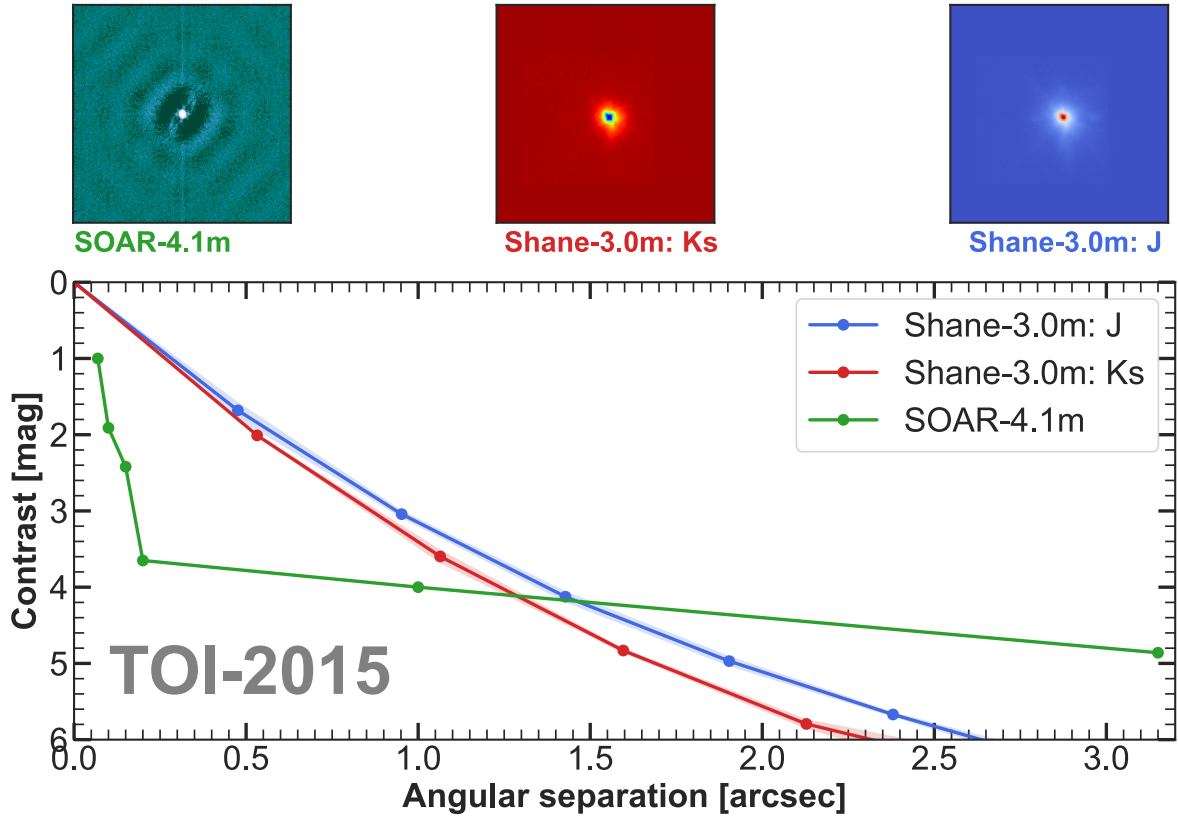 SOAR-4.1m
Shane-3.0m: Ks
Shane-3.0m: J
0
1
2
3
4
5
6
Contrast [mag]
Shane-3.0m: J
Shane-3.0m: Ks
SOAR-4.1m
TOI-2015
0.0
0.5
1.0
1.5
2.0
2.5
3.0
Angular separation [arcsec]